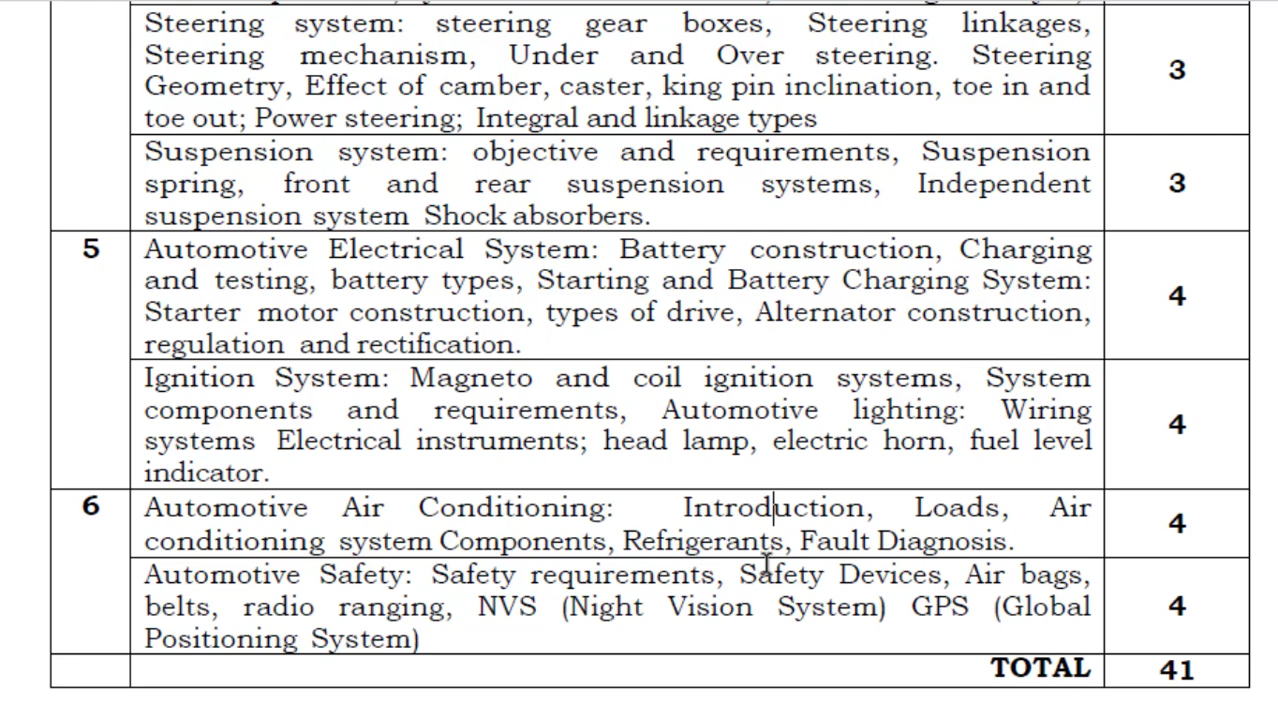 Steering system: steering gear boxes, Steering linkages,
Steering mechanism, Under and Over steering. Steering
Geometry, Effect of camber, caster, king pin inclination, toe in and
toe out; Power steering; Integral and linkage types
3
Suspension system: objective and requirements, Suspension
spring, front and rear suspension systems, Independent
suspension system Shock absorbers.
3
5
Automotive Electrical System: Battery construction, Charging
and testing, battery types, Starting and Battery Charging System:
Starter motor construction, types of drive, Alternator construction,
regulation and rectification.
4
Ignition System: Magneto and coil ignition systems, System
components and requirements, Automotive lighting: Wiring
systems Electrical instruments; head lamp, electric horn, fuel level
indicator.
4
6
Automotive Air Conditioning: Introduction, Loads, Air
conditioning system Components, Refrigerants, Fault Diagnosis.
4
Automotive Safety: Safety requirements, Safety Devices, Air bags,
belts, radio ranging, NVS (Night Vision System) GPS (Global
Positioning System)
4
TOTAL 41